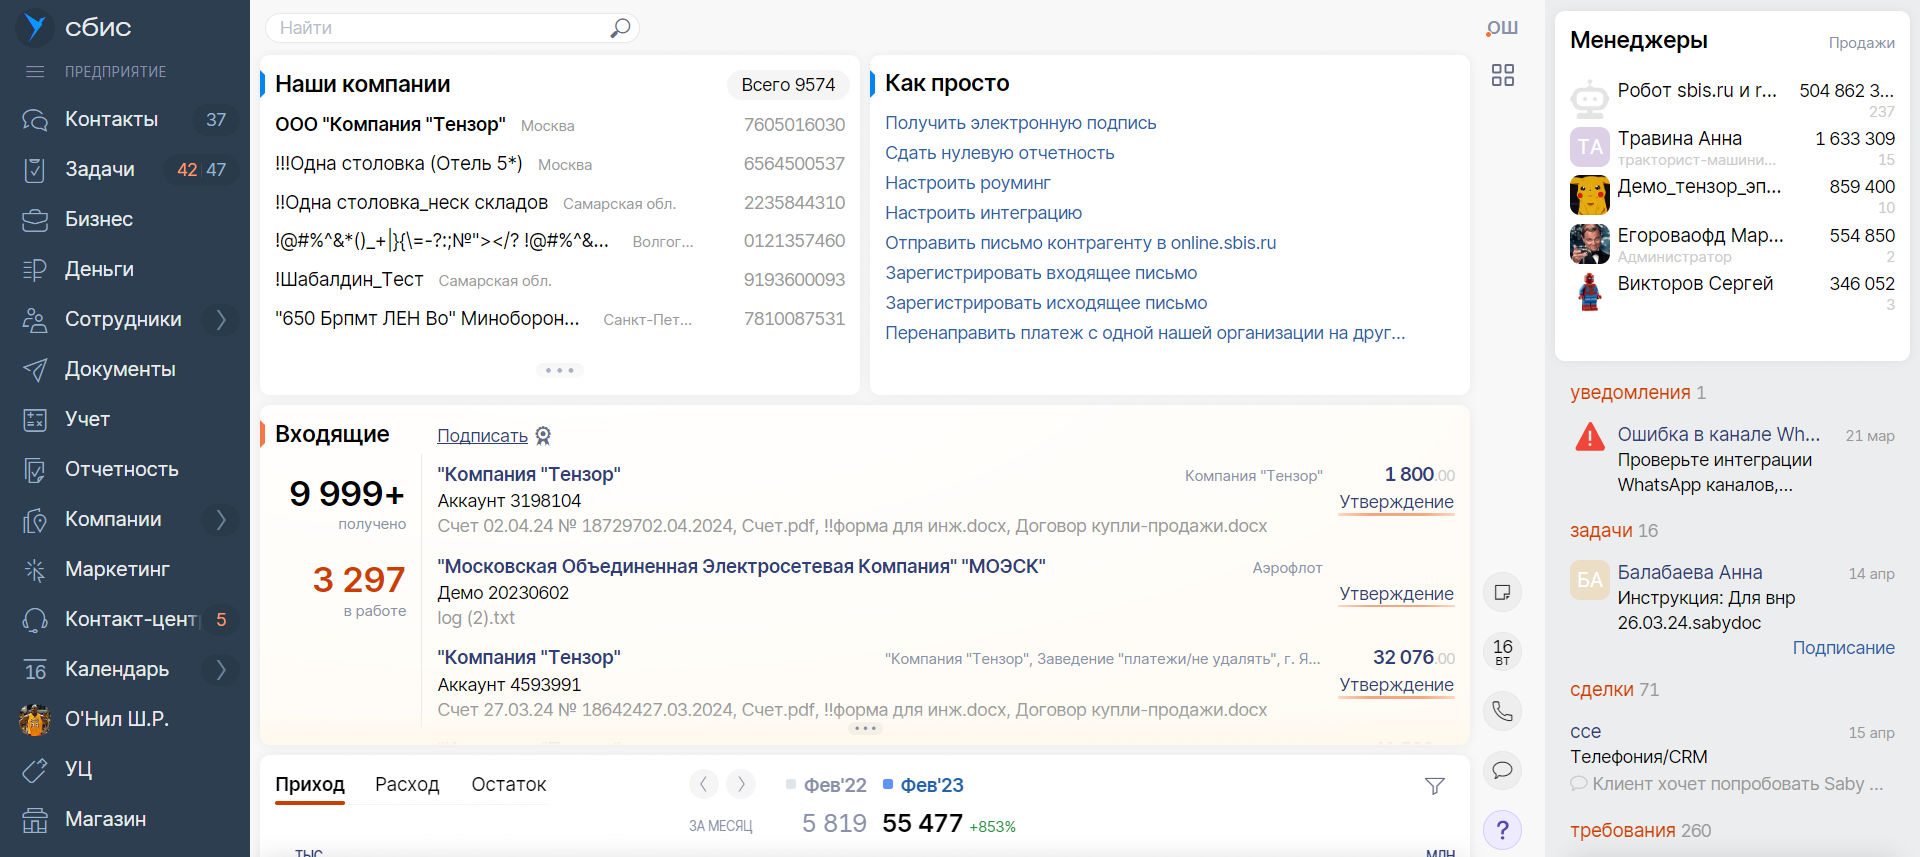 сбис
ПРЕДПРИЯТИЕ
Контакты 37
Задачи 42 47
Бизнес
Деньги
Сотрудники
Документы
Учет
Отчетность
Компании
Маркетинг
Контакт-цент 5
16 Календарь
О'Нил Ш.Р.
УЦ
Магазин
Найти
Наши компании Всего 9574
ООО "Компания "Тензор" Москва 7605016030
!!!Одна столовка (Отель 5*) Москва 6564500537
!!Одна столовка_неск складов Самарская обл. 2235844310
!@#%^&*()_+|}{\=-?:;№"></? !@#%^&... Волгог... 0121357460
!Шабалдин_Тест Самарская обл. 9193600093
"650 Брпмт ЛЕН Во" Миноборон... Санкт-Пет... 7810087531
Как просто
Получить электронную подпись
Сдать нулевую отчетность
Настроить роуминг
Настроить интеграцию
Отправить письмо контрагенту в online.sbis.ru
Зарегистрировать входящее письмо
Зарегистрировать исходящее письмо
Перенаправить платеж с одной нашей организации на друг...
Входящие Подписать
9 999+
получено
3 297
в работе
"Компания "Тензор" Компания "Тензор" 1 800.00
Аккаунт 3198104 Утверждение
Счет 02.04.24 № 18729702.04.2024, Счет.pdf, !!форма для инж.docx, Договор купли-продажи.docx
"Московская Объединенная Электросетевая Компания" "МОЭСК" Аэрофлот
Демо 20230602 Утверждение
log (2).txt
"Компания "Тензор" "Компания "Тензор", Заведение "платежи/не удалять", г. Я... 32 076.00
Аккаунт 4593991 Утверждение
Счет 27.03.24 № 18642427.03.2024, Счет.pdf, !!форма для инж.docx, Договор купли-продажи.docx
Приход Расход Остаток Фев'22 Фев'23
ЗА МЕСЯЦ 5 819 55 477 +853%
тыс млн
ОШ
16
ВТ
?
Менеджеры Продажи
Робот sbis.ru и r... 504 862 3...
237
ТА Травина Анна 1 633 309
тракторист-машини... 15
Демо_тензор_эп... 859 400
10
Егороваофд Мар... 554 850
Администратор 2
Викторов Сергей 346 052
3
уведомления 1
Ошибка в канале Wh... 21 мар
Проверьте интеграции
WhatsApp каналов,...
задачи 16
БА Балабаева Анна 14 апр
Инструкция: Для внр
26.03.24.sabydoc
Подписание
сделки 71
ссе 15 апр
Телефония/CRM
Клиент хочет попробовать Saby ...
требования 260